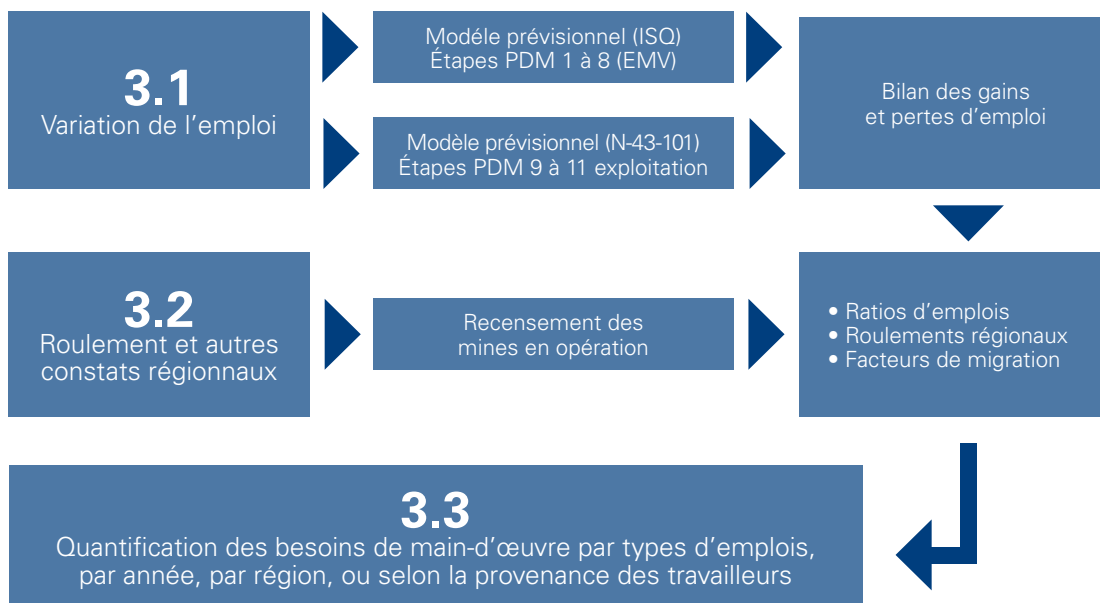 3.1
Variation de l'emploi
Modéle prévisionnel (ISQ)
Étapes PDM 1 à 8 (EMV)
Modèle prévisionnel (N-43-101)
Étapes PDM 9 à 11 exploitation
Bilan des gains
et pertes d'emploi
3.2
Roulement et autres
constats régionnaux
Recensement des
mines en opération
• Ratios d'emplois
• Roulements régionaux
• Facteurs de migration
3.3
Quantification des besoins de main-d'œuvre par types d'emplois,
par année, par région, ou selon la provenance des travailleurs